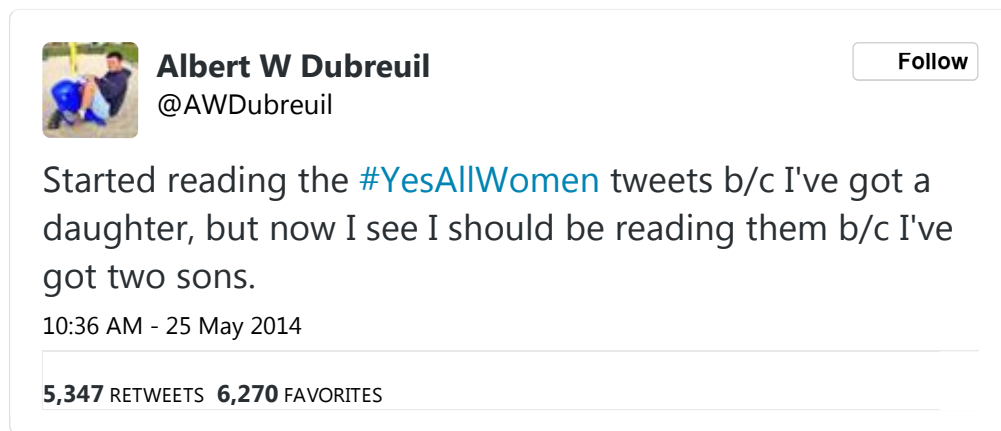 Albert W Dubreuil
Follow
@AWDubreuil
Started reading the #YesAllWomen tweets b/c I've got a
daughter, but now I see I should be reading them b/c I've
got two sons.
10:36 AM - 25 May 2014
5,347 RETWEETS 6,270 FAVORITES